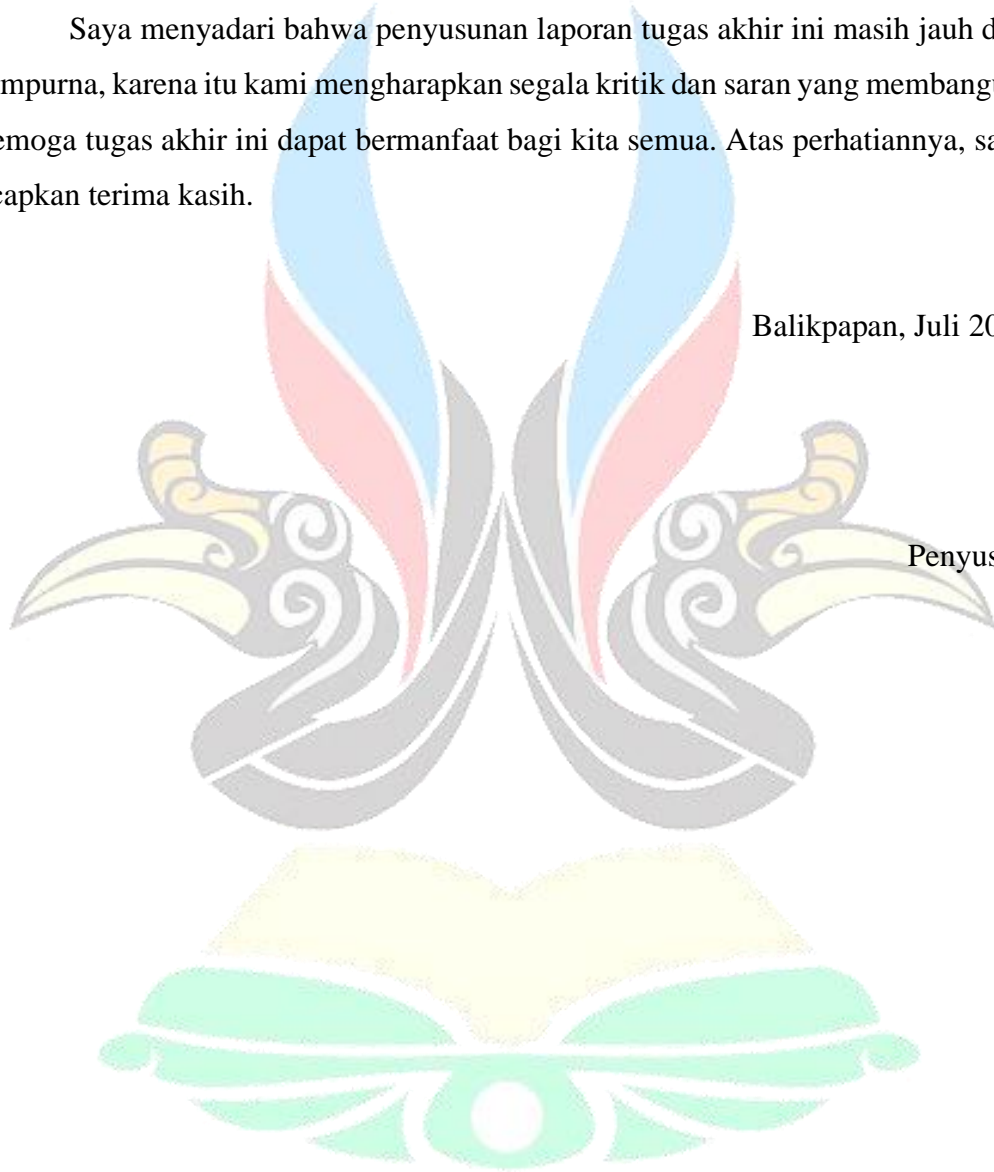 Saya menyadari bahwa penyusunan laporan tugas akhir ini masih jauh d
mpurna, karena itu kami mengharapkan segala kritik dan saran yang membangu
emoga tugas akhir ini dapat bermanfaat bagi kita semua. Atas perhatiannya, sa
capkan terima kasih.
Balikpapan, Juli 20
Penyus